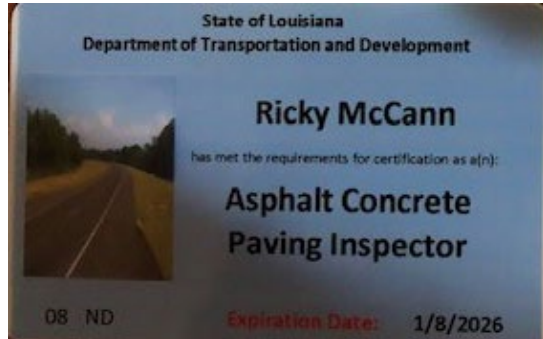 State of Louisiana
Department of Transportation and Development
Ricky McCann
has met the requirements for certification as a(n):
Asphalt Concrete
Paving Inspector
08 ND
Expiration Date: 1/8/2026